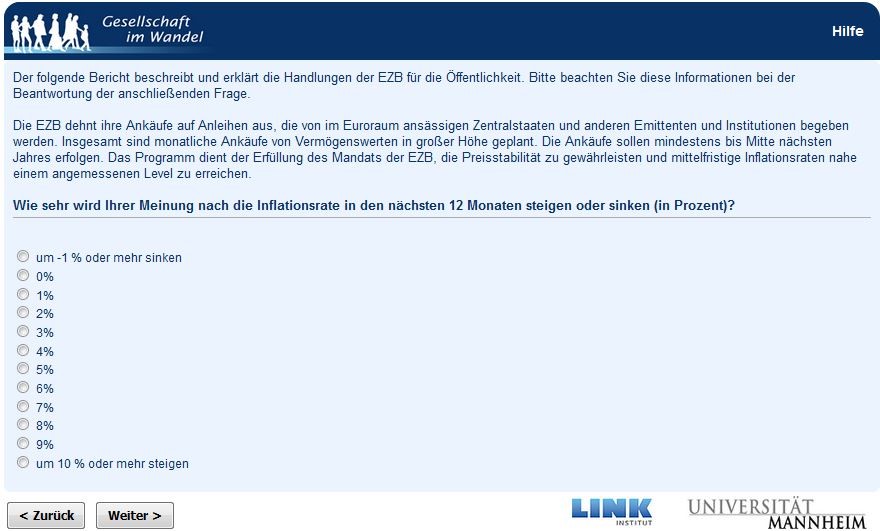 Gesellschaft
im Wandel
Hilfe
Der folgende Bericht beschreibt und erklärt die Handlungen der EZB für die Öffentlichkeit. Bitte beachten Sie diese Informationen bei der
Beantwortung der anschließenden Frage.
Die EZB dehnt ihre Ankäufe auf Anleihen aus, die von im Euroraum ansässigen Zentralstaaten und anderen Emittenten und Institutionen begeben
werden. Insgesamt sind monatliche Ankäufe von Vermögenswerten in großer Höhe geplant. Die Ankäufe sollen mindestens bis Mitte nächsten
Jahres erfolgen. Das Programm dient der Erfüllung des Mandats der EZB, die Preisstabilität zu gewährleisten und mittelfristige Inflationsraten nahe
einem angemessenen Level zu erreichen.
Wie sehr wird Ihrer Meinung nach die Inflationsrate in den nächsten 12 Monaten steigen oder sinken (in Prozent)?
um -1 % oder mehr sinken
0%
1%
2%
3%
4%
5%
6%
7%
8%
9%
um 10 % oder mehr steigen
< Zurück
Weiter >
LINK
INSTITUT
UNIVERSITÄT
MANNHEIM